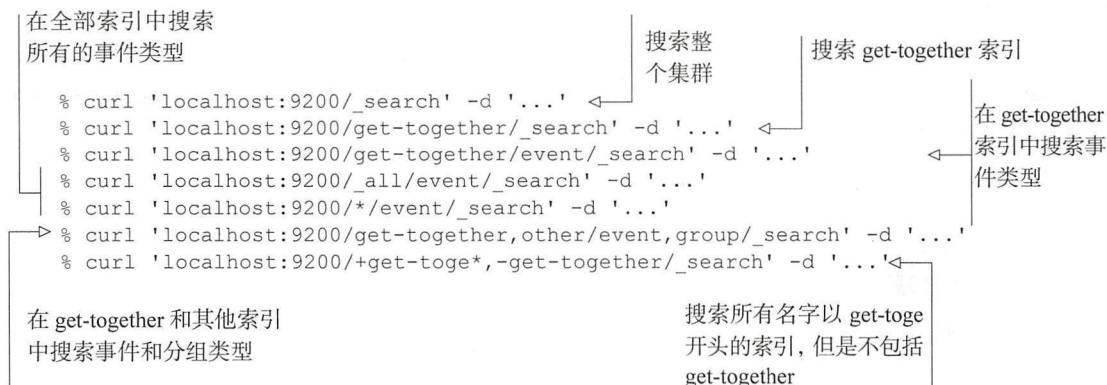 在全部索引中搜索
所有的事件类型
搜索整
个集群
搜索 get-together 索引
% curl 'localhost:9200/_search' -d '...'
% curl 'localhost:9200/get-together/_search' -d '...'
% curl 'localhost:9200/get-together/event/_search' -d '...'
% curl 'localhost:9200/_all/event/_search' -d '...'
% curl 'localhost:9200/*/event/_search' -d '...'
% curl 'localhost:9200/get-together,other/event,group/_search' -d '...'
% curl 'localhost:9200/+get-toge*,-get-together/_search' -d '...'
在 get-together
索引中搜索事
件类型
在 get-together 和其他索引
中搜索事件和分组类型
搜索所有名字以 get-toge
开头的索引，但是不包括
get-together